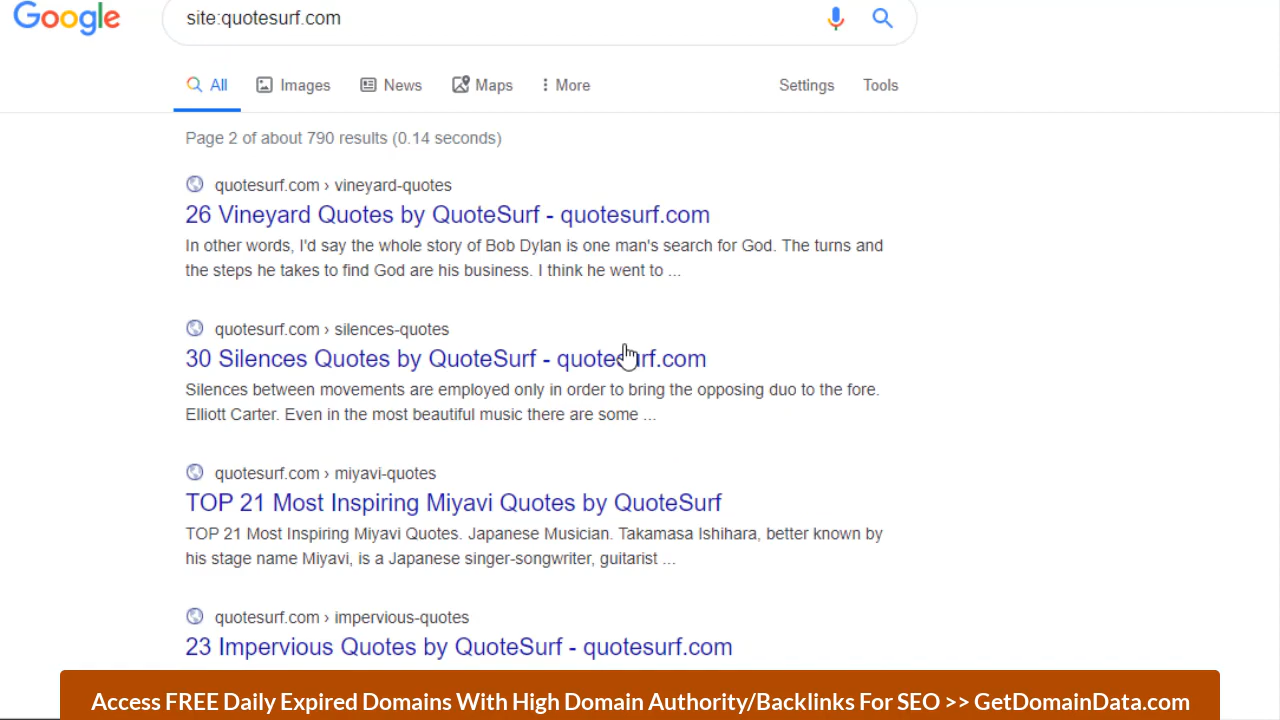 Google
site:quotesurf.com
All Images News Maps More Settings Tools
Page 2 of about 790 results (0.14 seconds)
quotesurf.com › vineyard-quotes
26 Vineyard Quotes by QuoteSurf - quotesurf.com
In other words, I'd say the whole story of Bob Dylan is one man's search for God. The turns and
the steps he takes to find God are his business. I think he went to ...
quotesurf.com › silences-quotes
30 Silences Quotes by QuoteSurf - quotesurf.com
Silences between movements are employed only in order to bring the opposing duo to the fore.
Elliott Carter. Even in the most beautiful music there are some ...
quotesurf.com › miyavi-quotes
TOP 21 Most Inspiring Miyavi Quotes by QuoteSurf
TOP 21 Most Inspiring Miyavi Quotes. Japanese Musician. Takamasa Ishihara, better known by
his stage name Miyavi, is a Japanese singer-songwriter, guitarist ...
quotesurf.com › impervious-quotes
23 Impervious Quotes by QuoteSurf - quotesurf.com
Access FREE Daily Expired Domains With High Domain Authority/Backlinks For SEO >> GetDomainData.com